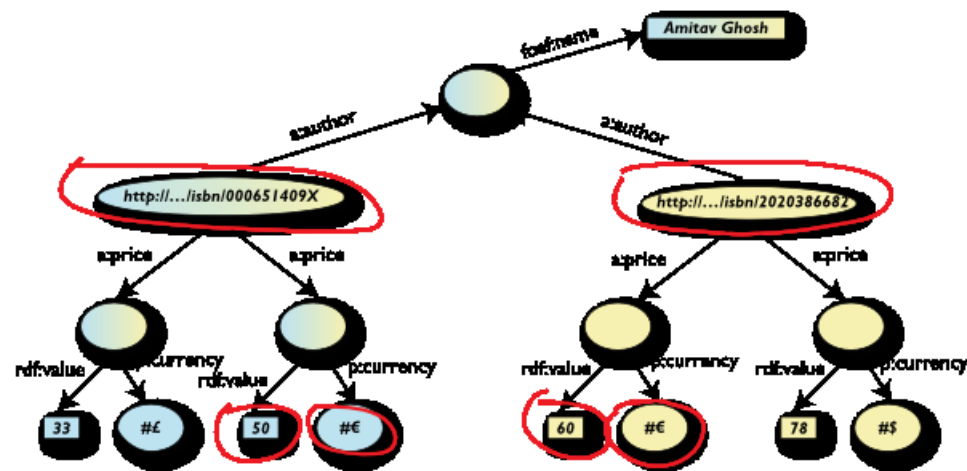 Amitav Ghosh
foaf:name
a:author
a:author
http://.../isbn/000651409X
http://.../isbn/2020386682
a:price
a:price
a:price
a:price
rdf:value
p:currency
rdf:value
p:currency
rdf:value
p:currency
rdf:value
p:currency
33
#£
50
#€
60
#€
78
#$